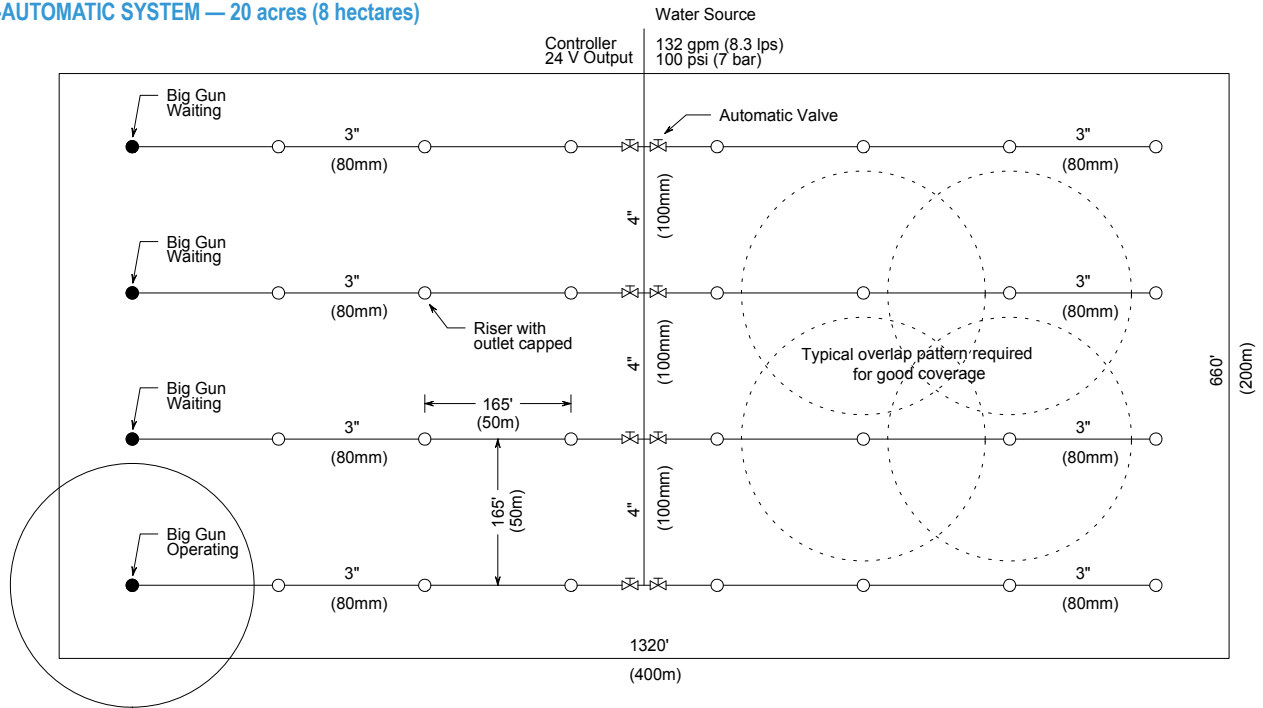 -AUTOMATIC SYSTEM — 20 acres (8 hectares)
Water Source
Controller
24 V Output
132 gpm (8.3 lps)
100 psi (7 bar)
Big Gun
Waiting
Automatic Valve
3"
(80mm)
3"
(80mm)
4"
(100mm)
Big Gun
Waiting
3"
(80mm)
3"
(80mm)
Riser with
outlet capped
4"
(100mm)
Typical overlap pattern required
for good coverage
660'
(200m)
Big Gun
Waiting
165'
(50m)
3"
(80mm)
3"
(80mm)
165'
(50m)
4"
(100mm)
Big Gun
Operating
3"
(80mm)
3"
(80mm)
1320'
(400m)